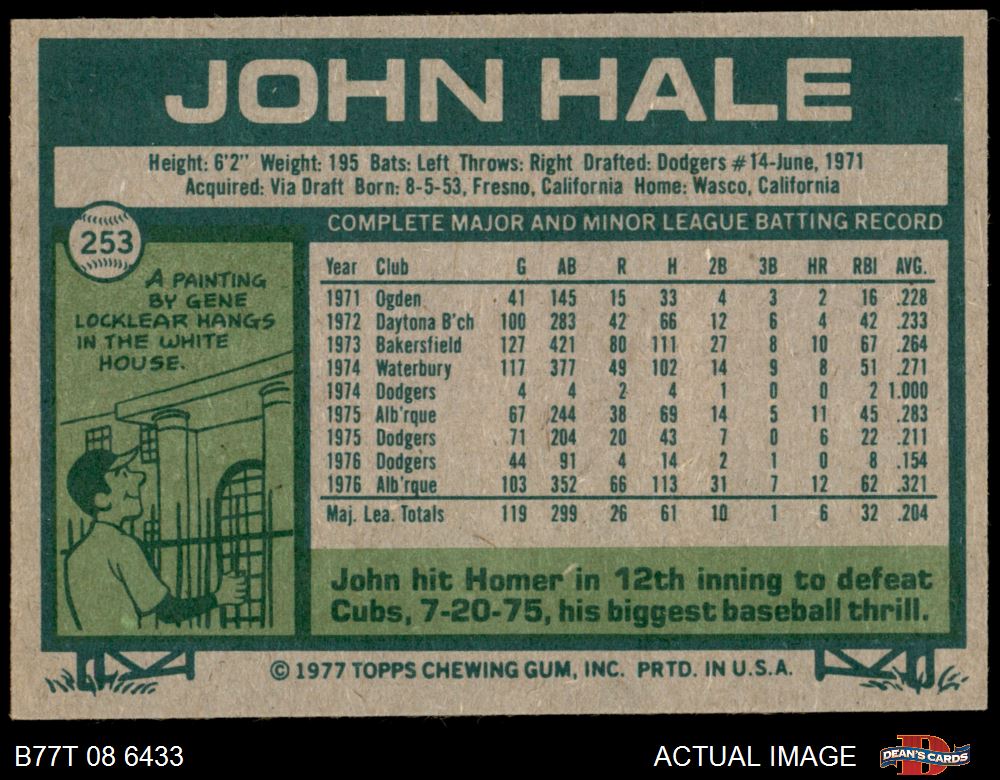 JOHN HALE
Height: 6'2" Weight: 195 Bats: Left Throws: Right Drafted: Dodgers #14-June, 1971
Acquired: Via Draft Born: 8-5-53, Fresno, California Home: Wasco, California
253
COMPLETE MAJOR AND MINOR LEAGUE BATTING RECORD
A PAINTING
BY GENE
LOCKLEAR HANGS
IN THE WHITE
HOUSE.
Year Club G AB R H 2B 3B HR RBI AVG.
1971 Ogden 41 145 15 33 4 3 2 16 .228
1972 Daytona B'ch 100 283 42 66 12 6 4 42 .233
1973 Bakersfield 127 421 80 111 27 8 10 67 .264
1974 Waterbury 117 377 49 102 14 9 8 51 .271
1974 Dodgers 4 4 2 4 1 0 0 2 1.000
1975 Alb'rque 67 244 38 69 14 5 11 45 .283
1975 Dodgers 71 204 20 43 7 0 6 22 .211
1976 Dodgers 44 91 4 14 2 1 0 8 .154
1976 Alb'rque 103 352 66 113 31 7 12 62 .321
Maj. Lea. Totals 119 299 26 61 10 1 6 32 .204
John hit Homer in 12th inning to defeat
Cubs, 7-20-75, his biggest baseball thrill.
© 1977 TOPPS CHEWING GUM, INC. PRTD. IN U.S.A.
B77T 08 6433
ACTUAL IMAGE
DEAN'S CARDS